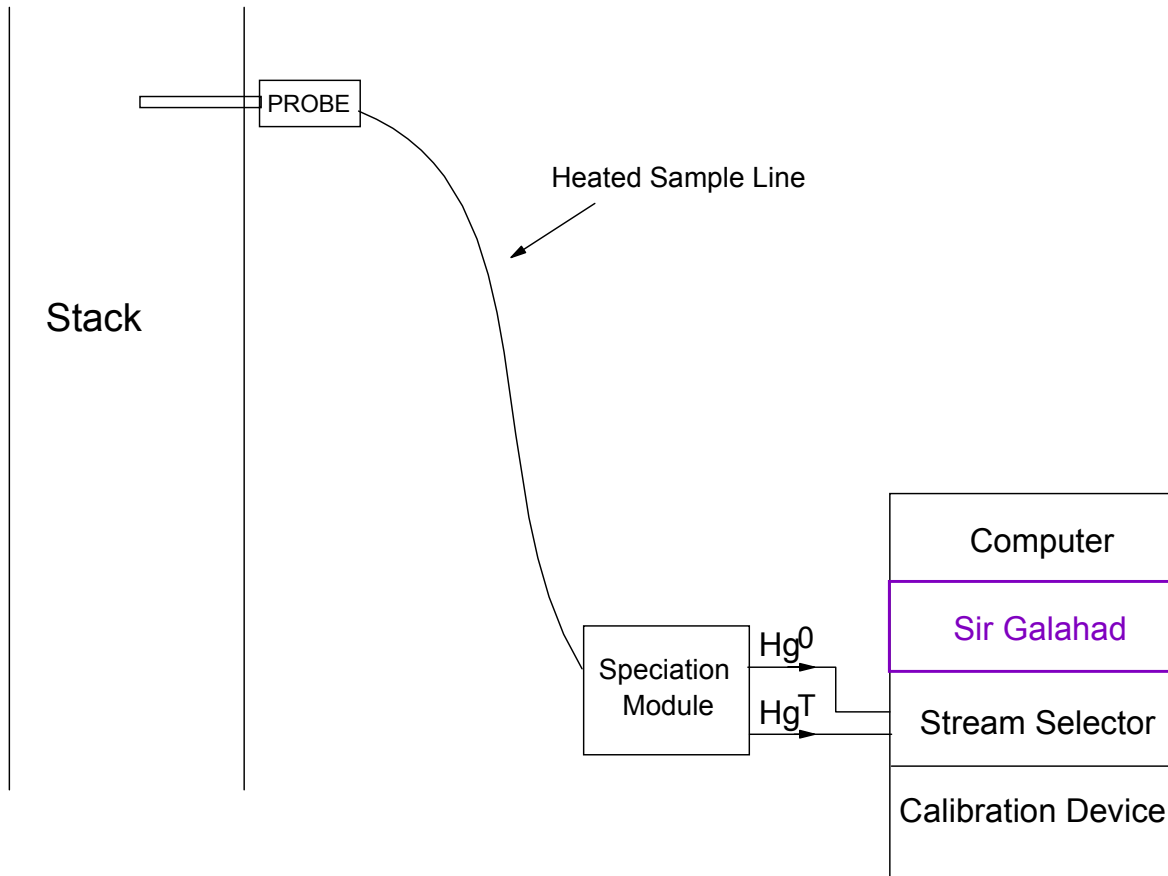 PROBE
Heated Sample Line
Stack
Computer
Sir Galahad
Hg⁰
Speciation
Module
Hgᵀ
Stream Selector
Calibration Device